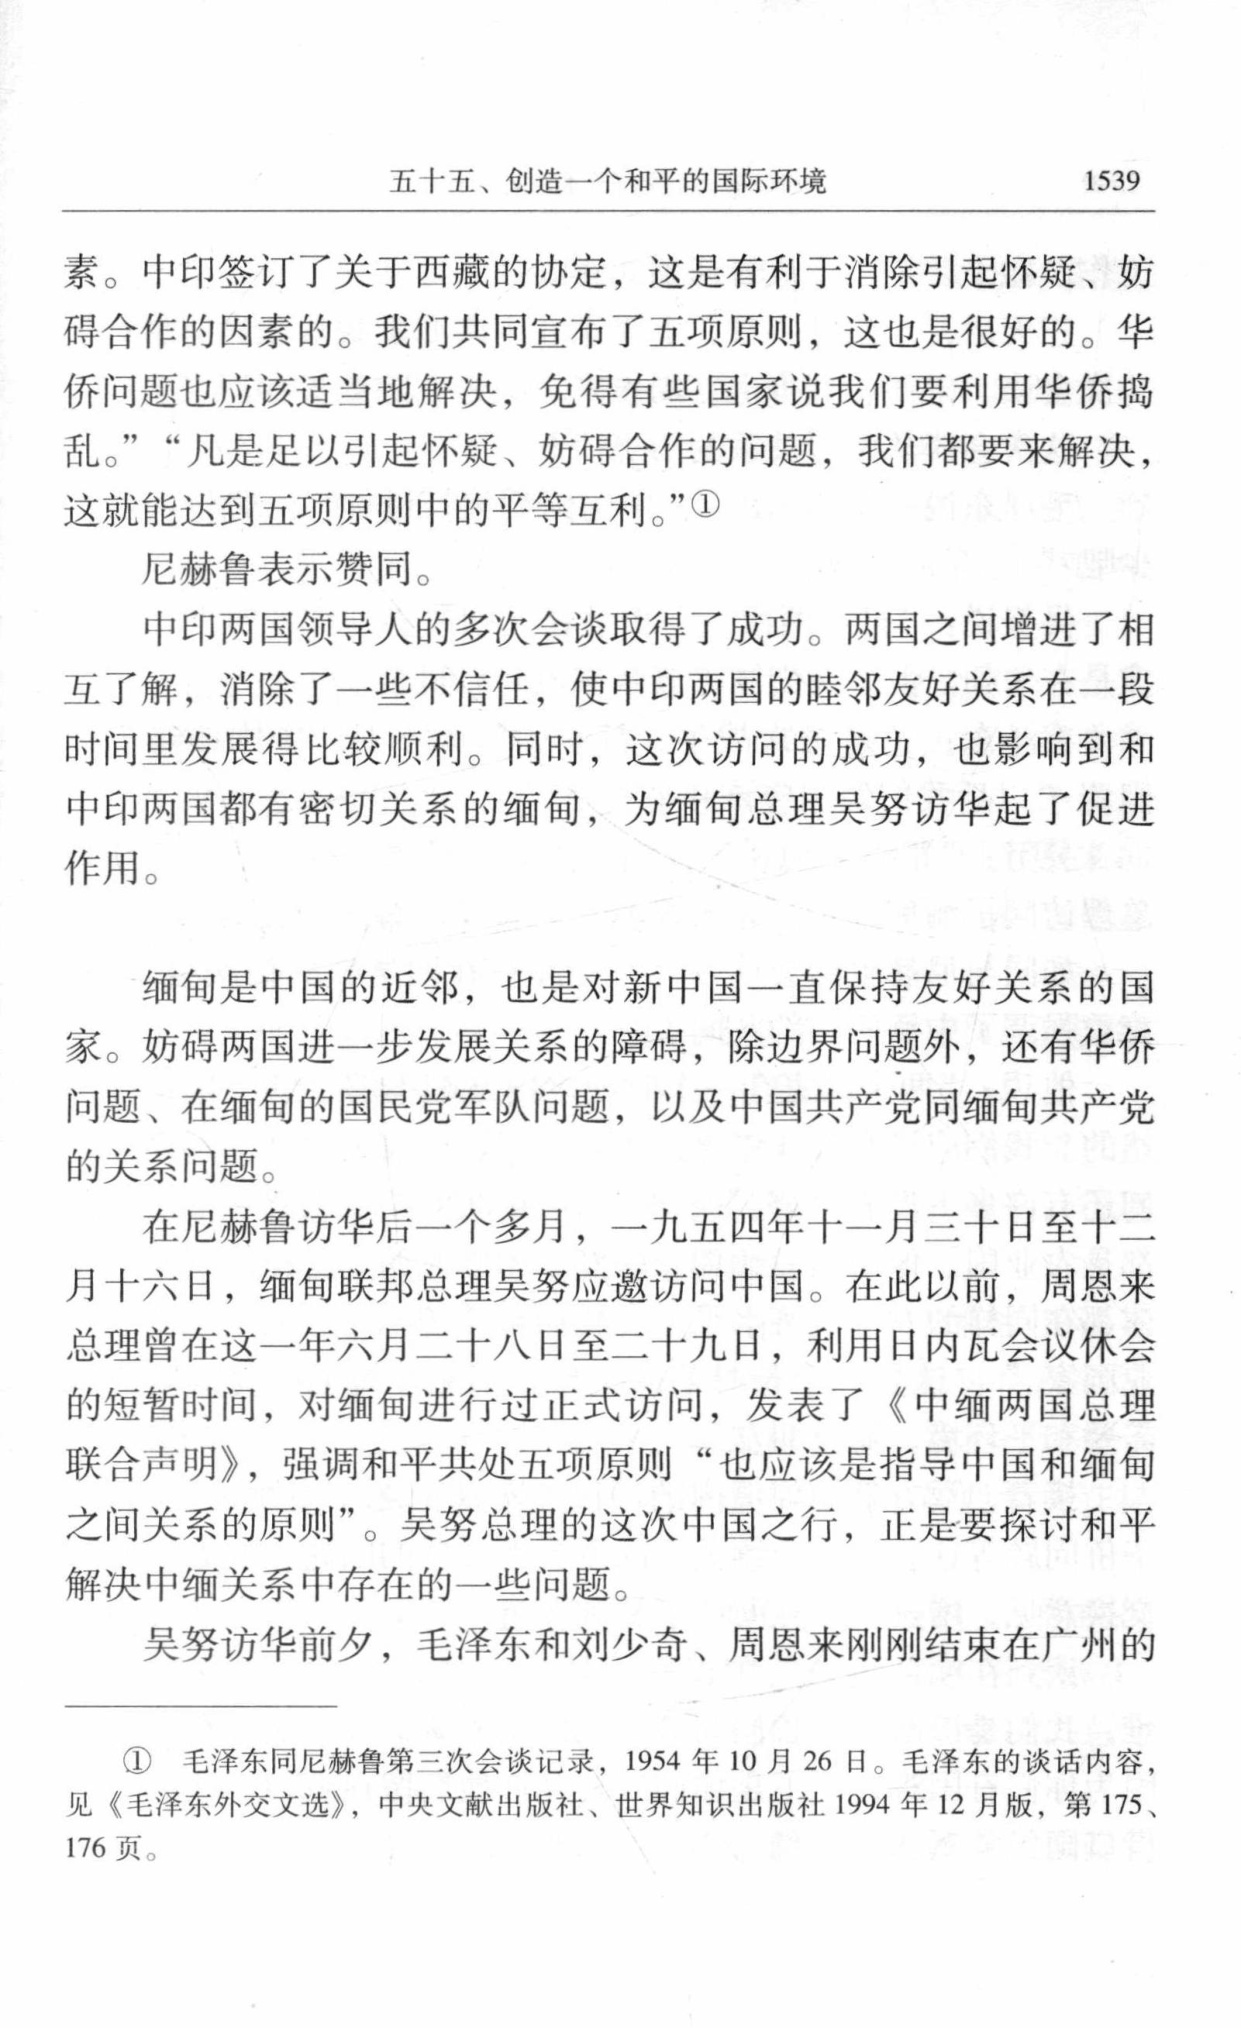 五十五、创造一个和平的国际环境 1539
素。中印签订了关于西藏的协定，这是有利于消除引起怀疑、妨
碍合作的因素的。我们共同宣布了五项原则，这也是很好的。华
侨问题也应该适当地解决，免得有些国家说我们要利用华侨捣
乱。”“凡是足以引起怀疑、妨碍合作的问题，我们都要来解决，
这就能达到五项原则中的平等互利。”①
尼赫鲁表示赞同。
中印两国领导人的多次会谈取得了成功。两国之间增进了相
互了解，消除了一些不信任，使中印两国的睦邻友好关系在一段
时间里发展得比较顺利。同时，这次访问的成功，也影响到和
中印两国都有密切关系的缅甸，为缅甸总理吴努访华起了促进
作用。
缅甸是中国的近邻，也是对新中国一直保持友好关系的国
家。妨碍两国进一步发展关系的障碍，除边界问题外，还有华侨
问题、在缅甸的国民党军队问题，以及中国共产党同缅甸共产党
的关系问题。
在尼赫鲁访华后一个多月，一九五四年十一月三十日至十二
月十六日，缅甸联邦总理吴努应邀访问中国。在此以前，周恩来
总理曾在这一年六月二十八日至二十九日，利用日内瓦会议休会
的短暂时间，对缅甸进行过正式访问，发表了《中缅两国总理
联合声明》，强调和平共处五项原则“也应该是指导中国和缅甸
之间关系的原则”。吴努总理的这次中国之行，正是要探讨和平
解决中缅关系中存在的一些问题。
吴努访华前夕，毛泽东和刘少奇、周恩来刚刚结束在广州的
① 毛泽东同尼赫鲁第三次会谈记录，1954 年 10 月 26 日。毛泽东的谈话内容，
见《毛泽东外交文选》，中央文献出版社、世界知识出版社 1994 年 12 月版，第 175、
176 页。